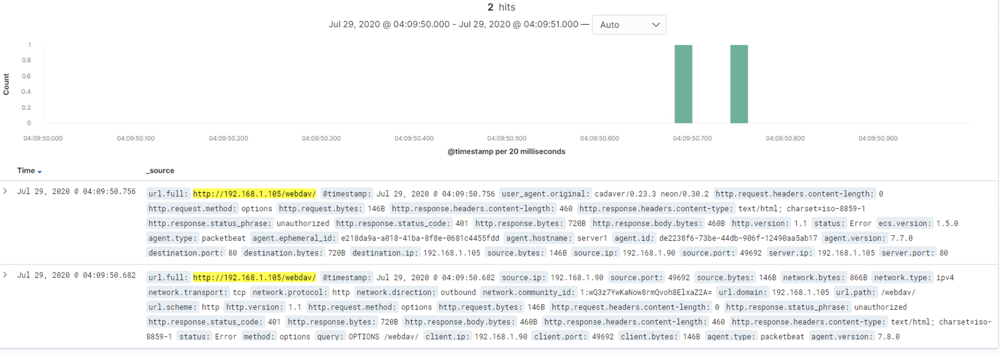 2 hits
Jul 29, 2020 @ 04:09:50.000 - Jul 29, 2020 @ 04:09:51.000 — Auto
Count
1
0.8
0.6
0.4
0.2
0
04:09:50.000 04:09:50.100 04:09:50.200 04:09:50.300 04:09:50.400 04:09:50.500 04:09:50.600 04:09:50.700 04:09:50.800 04:09:50.900
@timestamp per 20 milliseconds
Time _source
Jul 29, 2020 @ 04:09:50.756 url.full: http://192.168.1.105/webdav/ @timestamp: Jul 29, 2020 @ 04:09:50.756 user_agent.original: cadaver/0.23.3 neon/0.30.2 http.request.headers.content-length: 0
http.request.method: options http.request.bytes: 146B http.response.headers.content-length: 460 http.response.headers.content-type: text/html; charset=iso-8859-1
http.response.status_phrase: unauthorized http.response.status_code: 401 http.response.bytes: 720B http.response.body.bytes: 460B http.version: 1.1 status: Error ecs.version: 1.5.0
agent.type: packetbeat agent.ephemeral_id: e218da9a-a018-41ba-8f8e-0681c4455fdd agent.hostname: server1 agent.id: de2238f6-73be-44db-906f-12490aa5ab17 agent.version: 7.7.0
destination.port: 80 destination.bytes: 720B destination.ip: 192.168.1.105 source.bytes: 146B source.ip: 192.168.1.90 source.port: 49692 server.ip: 192.168.1.105 server.port: 80
Jul 29, 2020 @ 04:09:50.682 url.full: http://192.168.1.105/webdav/ @timestamp: Jul 29, 2020 @ 04:09:50.682 source.ip: 192.168.1.90 source.port: 49692 source.bytes: 146B network.bytes: 866B network.type: ipv4
network.transport: tcp network.protocol: http network.direction: outbound network.community_id: 1:wQ3z7YwKaNow8rmQvoh8ElxaZ2A= url.domain: 192.168.1.105 url.path: /webdav/
url.scheme: http http.version: 1.1 http.request.method: options http.request.bytes: 146B http.request.headers.content-length: 0 http.response.status_phrase: unauthorized
http.response.status_code: 401 http.response.bytes: 720B http.response.body.bytes: 460B http.response.headers.content-length: 460 http.response.headers.content-type: text/html; charset=iso-
8859-1 status: Error method: options query: OPTIONS /webdav/ client.ip: 192.168.1.90 client.port: 49692 client.bytes: 146B agent.type: packetbeat agent.version: 7.8.0